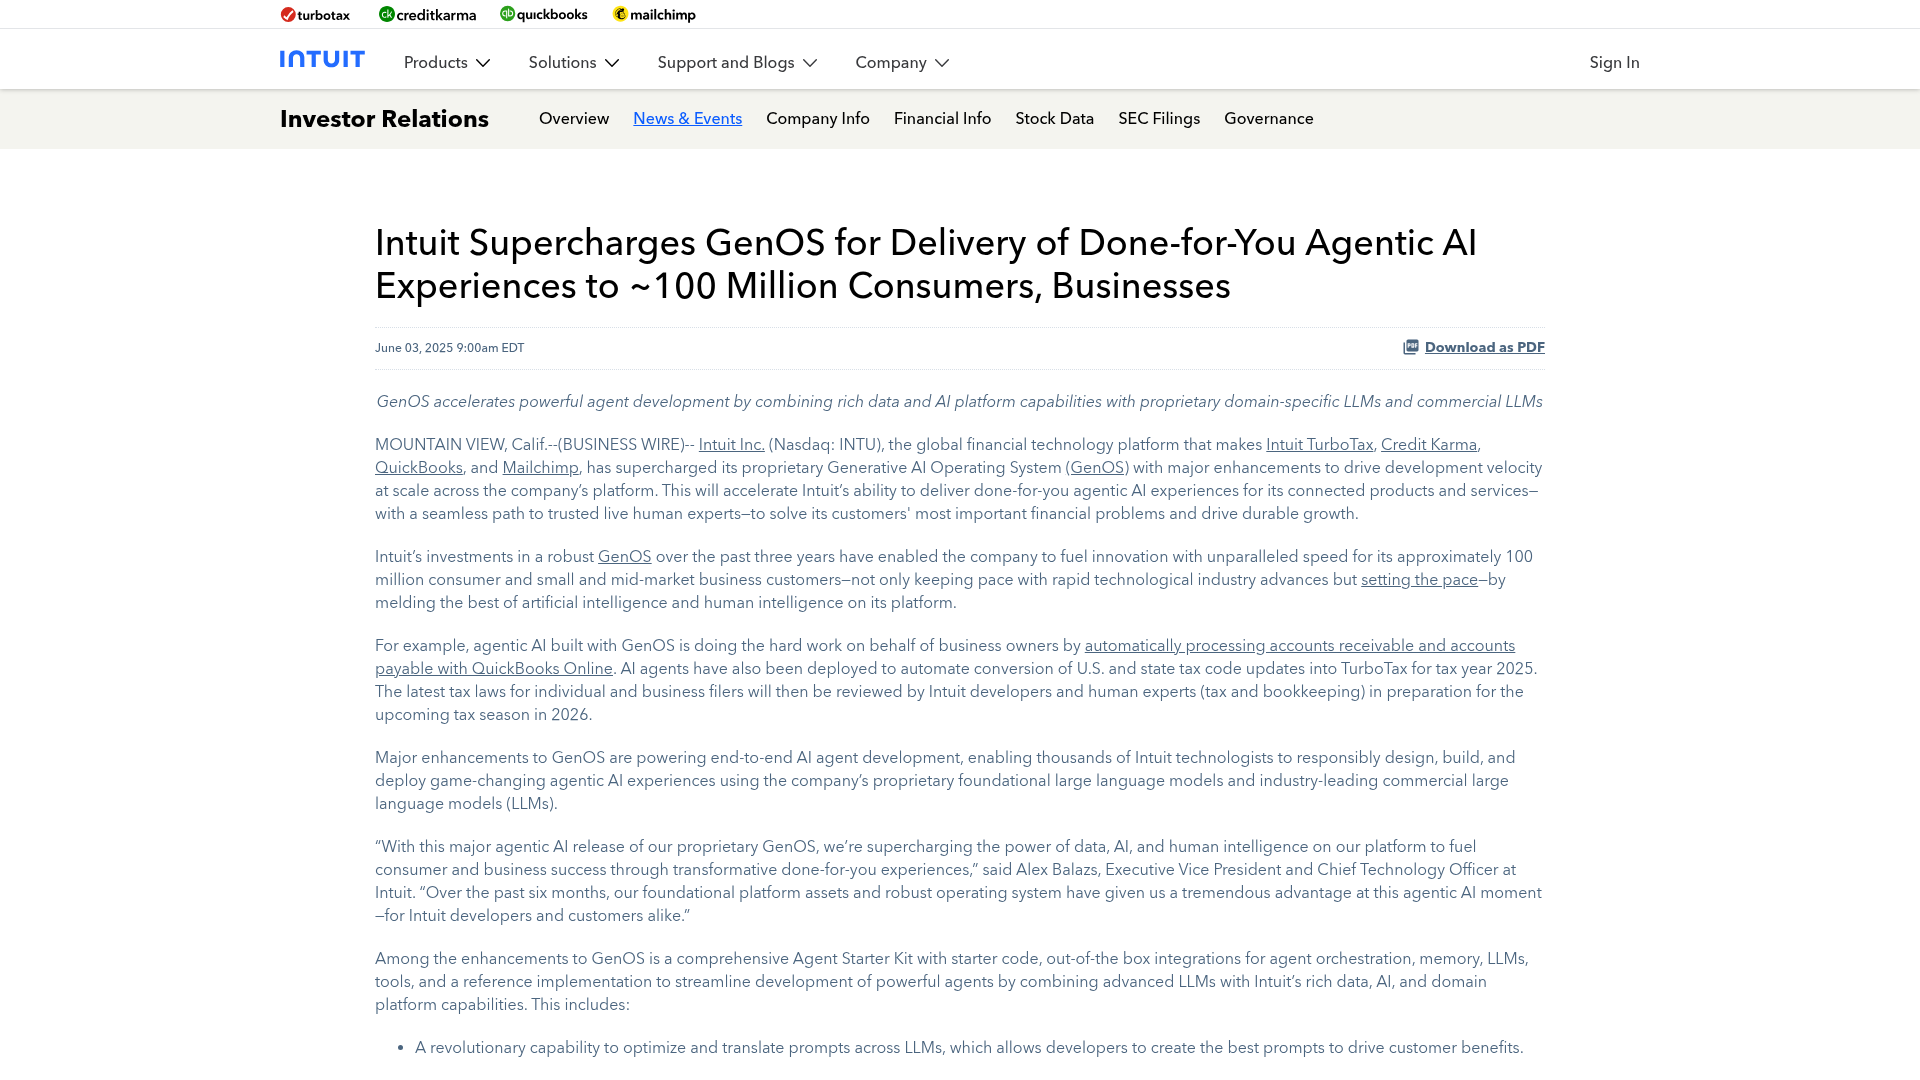 turbotax
ck creditkarma
qb quickbooks
mailchimp
INTUIT
Products
Solutions
Support and Blogs
Company
Sign In
Investor Relations
Overview
News & Events
Company Info
Financial Info
Stock Data
SEC Filings
Governance
Intuit Supercharges GenOS for Delivery of Done-for-You Agentic AI
Experiences to ~100 Million Consumers, Businesses
June 03, 2025 9:00am EDT
PDF Download as PDF
GenOS accelerates powerful agent development by combining rich data and AI platform capabilities with proprietary domain-specific LLMs and commercial LLMs
MOUNTAIN VIEW, Calif.--(BUSINESS WIRE)-- Intuit Inc. (Nasdaq: INTU), the global financial technology platform that makes Intuit TurboTax, Credit Karma,
QuickBooks, and Mailchimp, has supercharged its proprietary Generative AI Operating System (GenOS) with major enhancements to drive development velocity
at scale across the company’s platform. This will accelerate Intuit’s ability to deliver done-for-you agentic AI experiences for its connected products and services—
with a seamless path to trusted live human experts—to solve its customers' most important financial problems and drive durable growth.
Intuit’s investments in a robust GenOS over the past three years have enabled the company to fuel innovation with unparalleled speed for its approximately 100
million consumer and small and mid-market business customers—not only keeping pace with rapid technological industry advances but setting the pace—by
melding the best of artificial intelligence and human intelligence on its platform.
For example, agentic AI built with GenOS is doing the hard work on behalf of business owners by automatically processing accounts receivable and accounts
payable with QuickBooks Online. AI agents have also been deployed to automate conversion of U.S. and state tax code updates into TurboTax for tax year 2025.
The latest tax laws for individual and business filers will then be reviewed by Intuit developers and human experts (tax and bookkeeping) in preparation for the
upcoming tax season in 2026.
Major enhancements to GenOS are powering end-to-end AI agent development, enabling thousands of Intuit technologists to responsibly design, build, and
deploy game-changing agentic AI experiences using the company’s proprietary foundational large language models and industry-leading commercial large
language models (LLMs).
“With this major agentic AI release of our proprietary GenOS, we’re supercharging the power of data, AI, and human intelligence on our platform to fuel
consumer and business success through transformative done-for-you experiences,” said Alex Balazs, Executive Vice President and Chief Technology Officer at
Intuit. “Over the past six months, our foundational platform assets and robust operating system have given us a tremendous advantage at this agentic AI moment
—for Intuit developers and customers alike.”
Among the enhancements to GenOS is a comprehensive Agent Starter Kit with starter code, out-of-the box integrations for agent orchestration, memory, LLMs,
tools, and a reference implementation to streamline development of powerful agents by combining advanced LLMs with Intuit’s rich data, AI, and domain
platform capabilities. This includes:
• A revolutionary capability to optimize and translate prompts across LLMs, which allows developers to create the best prompts to drive customer benefits.